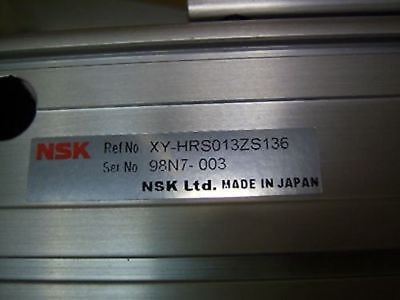 NSK Ref No XY-HRS013ZS136
Ser No 98N7-003
NSK Ltd. MADE IN JAPAN